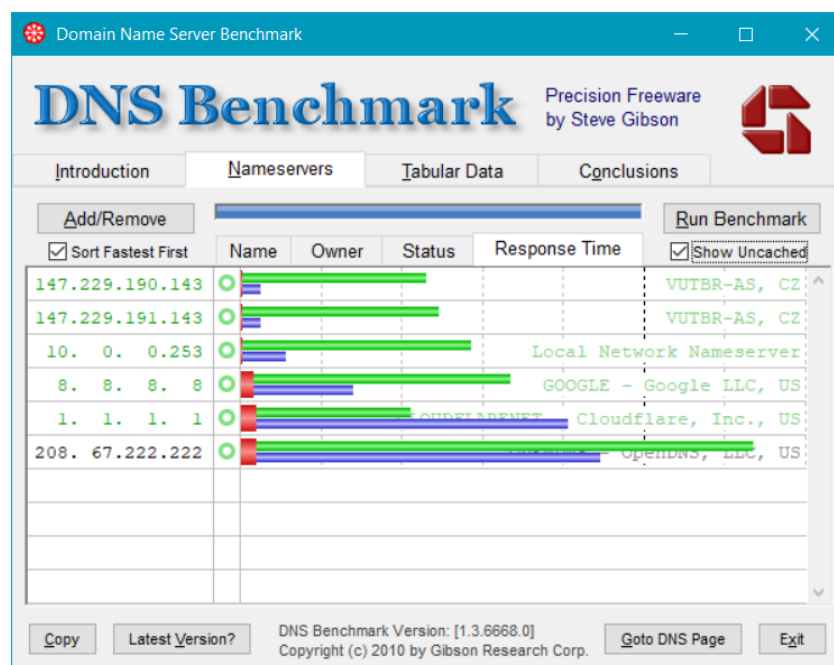 Domain Name Server Benchmark
DNS Benchmark
Precision Freeware
by Steve Gibson
Introduction Nameservers Tabular Data Conclusions
Add/Remove Run Benchmark
Sort Fastest First Name Owner Status Response Time Show Uncached
147.229.190.143 VUTBR-AS, CZ
147.229.191.143 VUTBR-AS, CZ
10. 0. 0.253 Local Network Nameserver
8. 8. 8. 8 GOOGLE - Google LLC, US
1. 1. 1. 1 Cloudflare, Inc., US
208. 67.222.222 - OpenDNS, LLC, US
Copy Latest Version? DNS Benchmark Version: [1.3.6668.0] Goto DNS Page Exit
Copyright (c) 2010 by Gibson Research Corp.